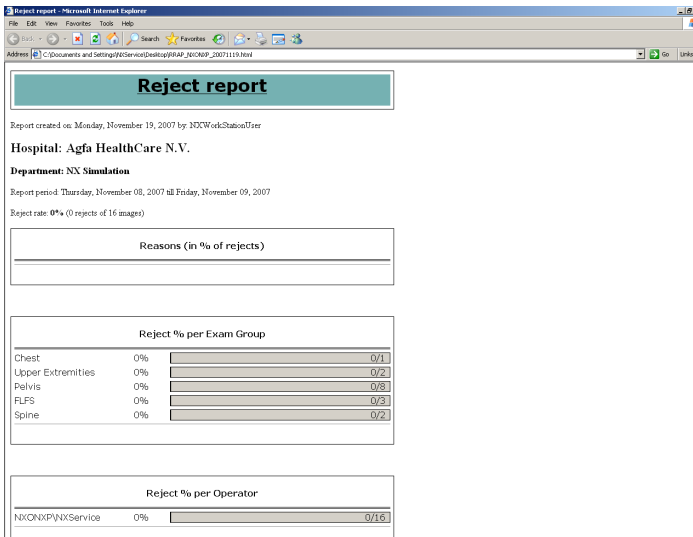 Reject report - Microsoft Internet Explorer
File Edit View Favorites Tools Help
Back Search Favorites
Address C:\Documents and Settings\NXService\Desktop\RRAP_NXONXP_20071119.html Go Links
Reject report
Report created on: Monday, November 19, 2007 by: NXWorkStationUser
Hospital: Agfa HealthCare N.V.
Department: NX Simulation
Report period: Thursday, November 08, 2007 till Friday, November 09, 2007
Reject rate: 0% (0 rejects of 16 images)
Reasons (in % of rejects)
Reject % per Exam Group
Chest 0% 0/1
Upper Extremities 0% 0/2
Pelvis 0% 0/8
FLFS 0% 0/3
Spine 0% 0/2
Reject % per Operator
NXONXP\NXService 0% 0/16